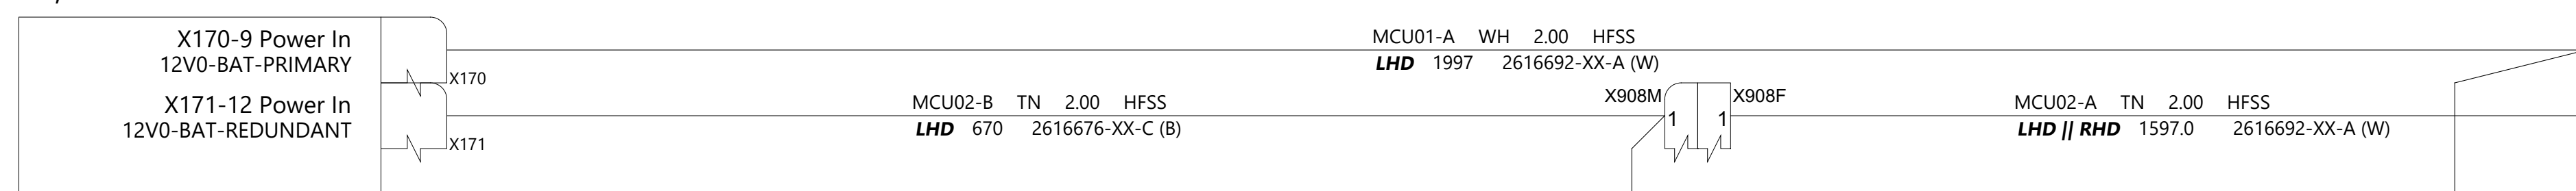 X170-9 Power In
12V0-BAT-PRIMARY
X170
MCU01-A WH 2.00 HFSS
LHD 1997 2616692-XX-A (W)
X171-12 Power In
12V0-BAT-REDUNDANT
X171
MCU02-B TN 2.00 HFSS
LHD 670 2616676-XX-C (B)
X908M
1
1
X908F
MCU02-A TN 2.00 HFSS
LHD || RHD 1597.0 2616692-XX-A (W)